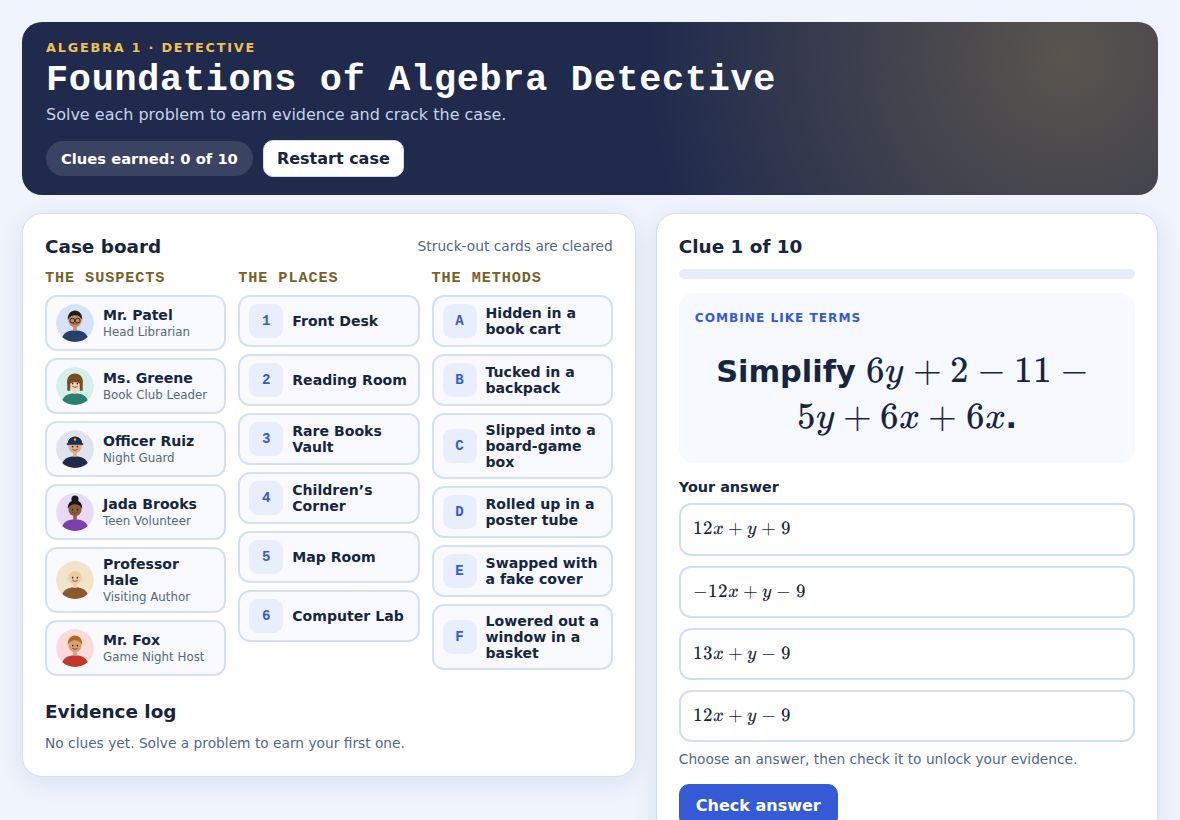 ALGEBRA 1 · DETECTIVE
Foundations of Algebra Detective
Solve each problem to earn evidence and crack the case.
Clues earned: 0 of 10
Restart case
Case board
Struck-out cards are cleared
THE SUSPECTS
Mr. Patel
Head Librarian
Ms. Greene
Book Club Leader
Officer Ruiz
Night Guard
Jada Brooks
Teen Volunteer
Professor
Hale
Visiting Author
Mr. Fox
Game Night Host
THE PLACES
1 Front Desk
2 Reading Room
3 Rare Books
Vault
4 Children’s
Corner
5 Map Room
6 Computer Lab
THE METHODS
A Hidden in a
book cart
B Tucked in a
backpack
C Slipped into a
board-game
box
D Rolled up in a
poster tube
E Swapped with
a fake cover
F Lowered out a
window in a
basket
Evidence log
No clues yet. Solve a problem to earn your first one.
Clue 1 of 10
COMBINE LIKE TERMS
Simplify 6y + 2 − 11 −
5y + 6x + 6x.
Your answer
12x + y + 9
−12x + y − 9
13x + y − 9
12x + y − 9
Choose an answer, then check it to unlock your evidence.
Check answer